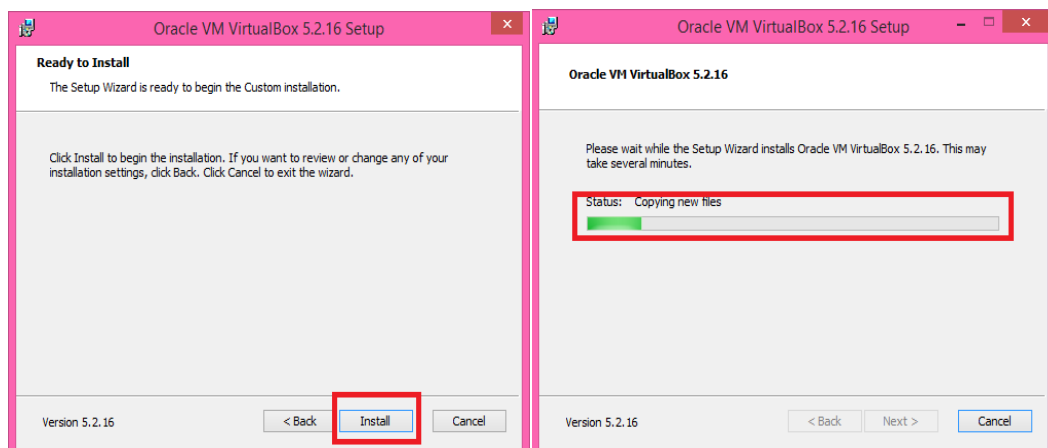 Oracle VM VirtualBox 5.2.16 Setup
Ready to Install
The Setup Wizard is ready to begin the Custom installation.
Click Install to begin the installation. If you want to review or change any of your
installation settings, click Back. Click Cancel to exit the wizard.
Version 5.2.16
< Back
Install
Cancel
Oracle VM VirtualBox 5.2.16 Setup
Oracle VM VirtualBox 5.2.16
Please wait while the Setup Wizard installs Oracle VM VirtualBox 5.2.16. This may
take several minutes.
Status: Copying new files
Version 5.2.16
< Back
Next >
Cancel